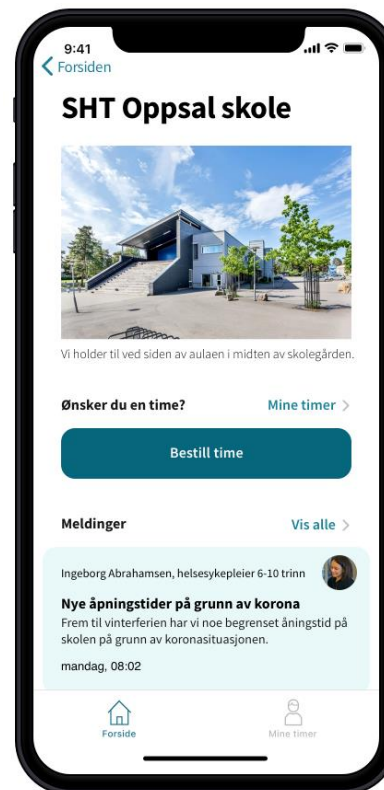 9:41
Forsiden
SHT Oppsal skole
Vi holder til ved siden av aulaen i midten av skolegården.
Ønsker du en time?
Mine timer
Bestill time
Meldinger
Vis alle
Ingeborg Abrahamsen, helsesykepleier 6-10 trinn
Nye åpningstider på grunn av korona
Frem til vinterferien har vi noe begrenset åningstid på
skolen på grunn av koronasituasjonen.
mandag, 08:02
Forside
Mine timer